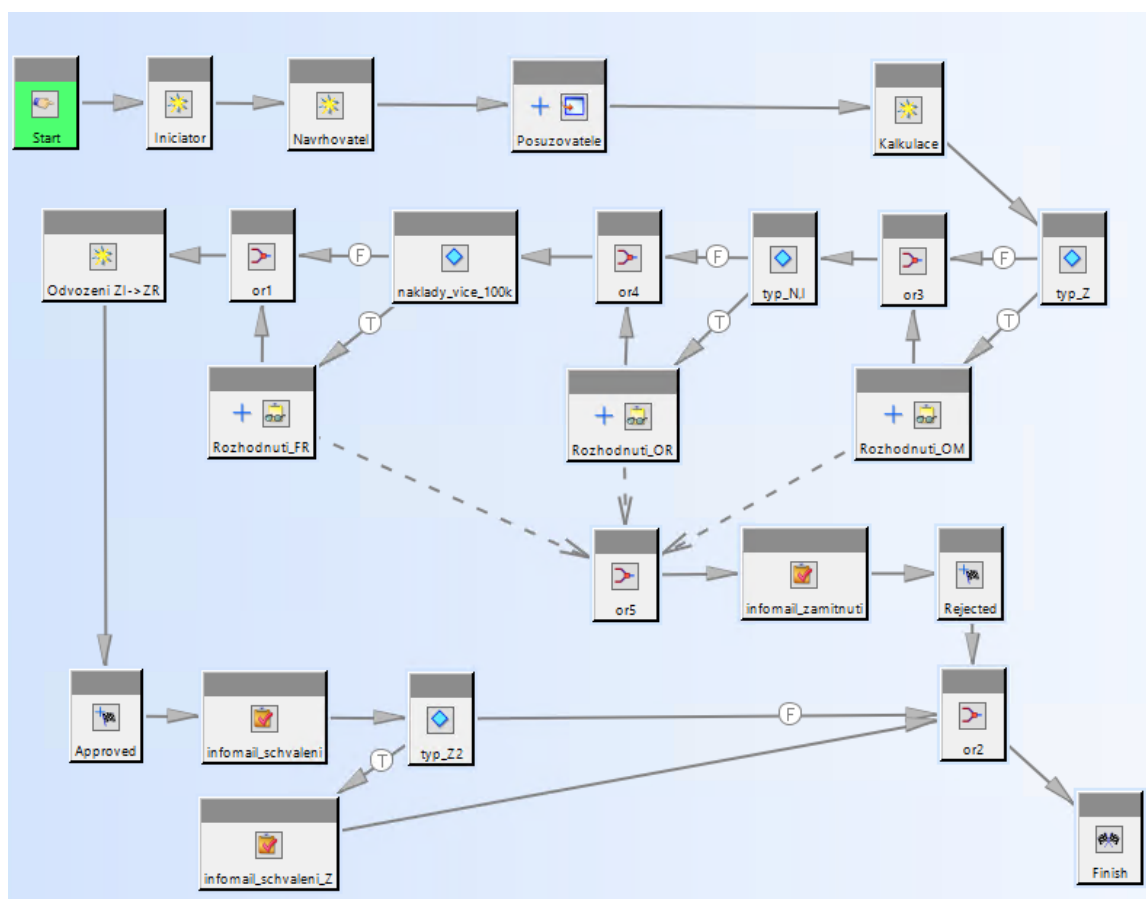 Start
Iniciator
Navrhovatel
Posuzovatele
Kalkulace
Odvozeni ZI->ZR
or1
F
naklady_vice_100k
or4
F
typ_N,I
or3
F
typ_Z
T
T
T
Rozhodnuti_FR
Rozhodnuti_OR
Rozhodnuti_OM
or5
infomail_zamitnuti
Rejected
Approved
infomail_schvaleni
typ_Z2
F
or2
T
infomail_schvaleni_Z
Finish